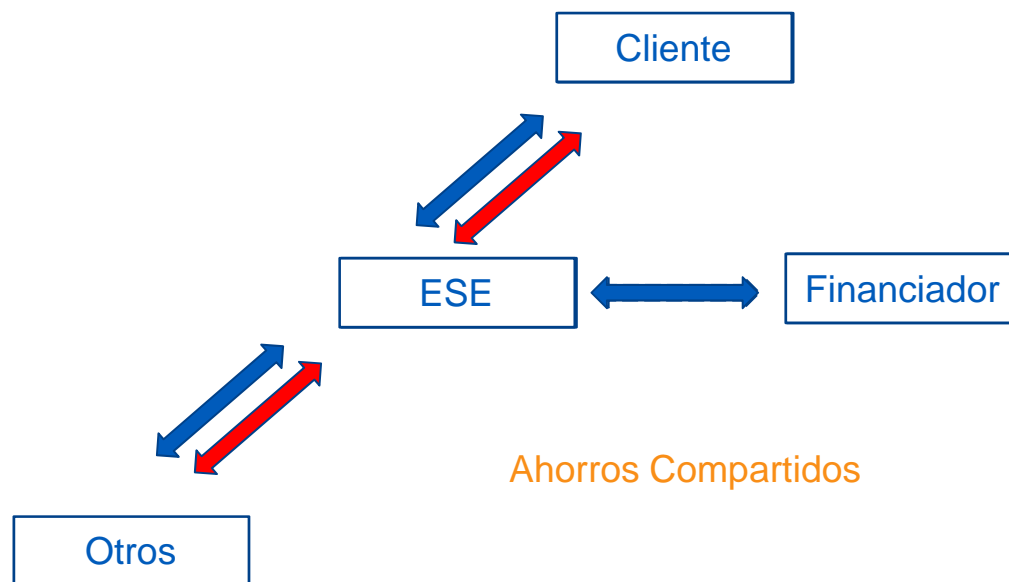 Cliente
ESE
Financiador
Ahorros Compartidos
Otros